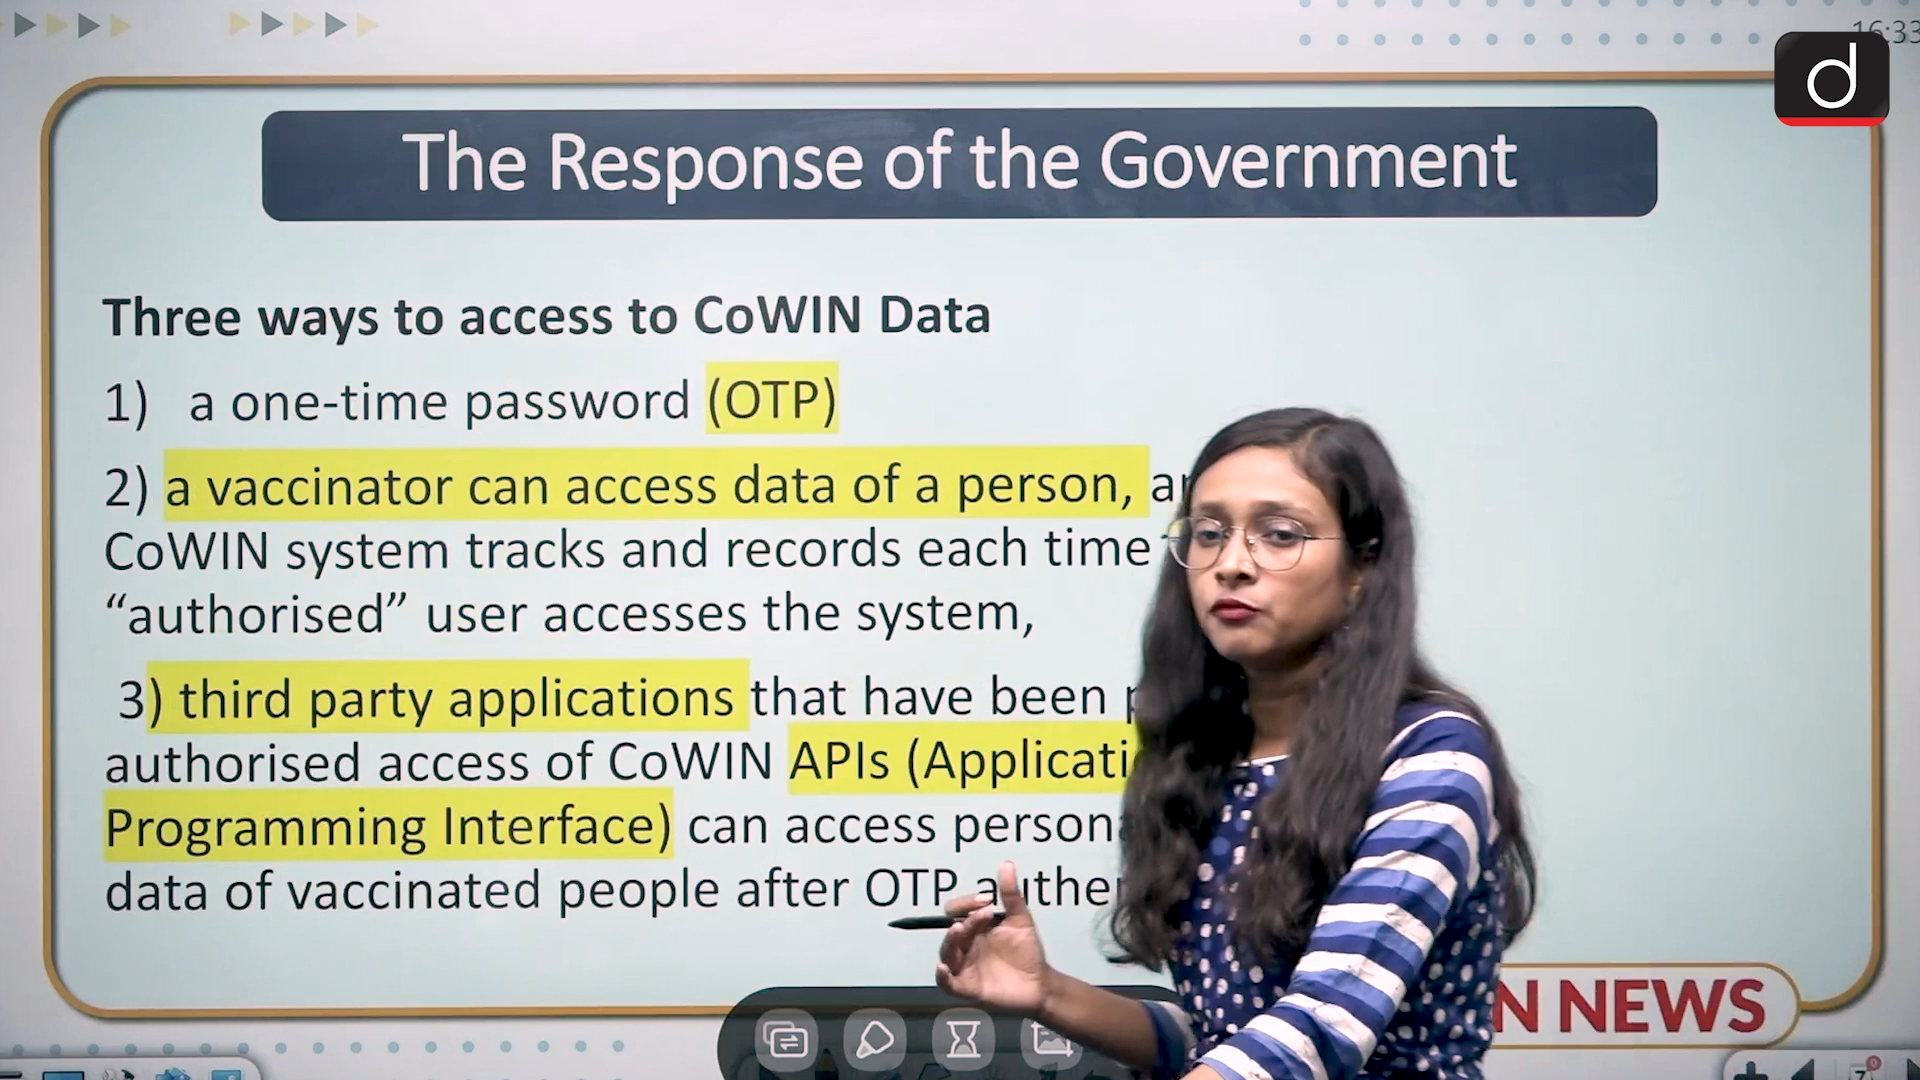 16:33
d
The Response of the Government
Three ways to access to CoWIN Data
1) a one-time password (OTP)
2) a vaccinator can access data of a person,
CoWIN system tracks and records each time
“authorised” user accesses the system,
3) third party applications that have been
authorised access of CoWIN APIs
Programming Interface) can access
data of vaccinated people after OTP
N NEWS